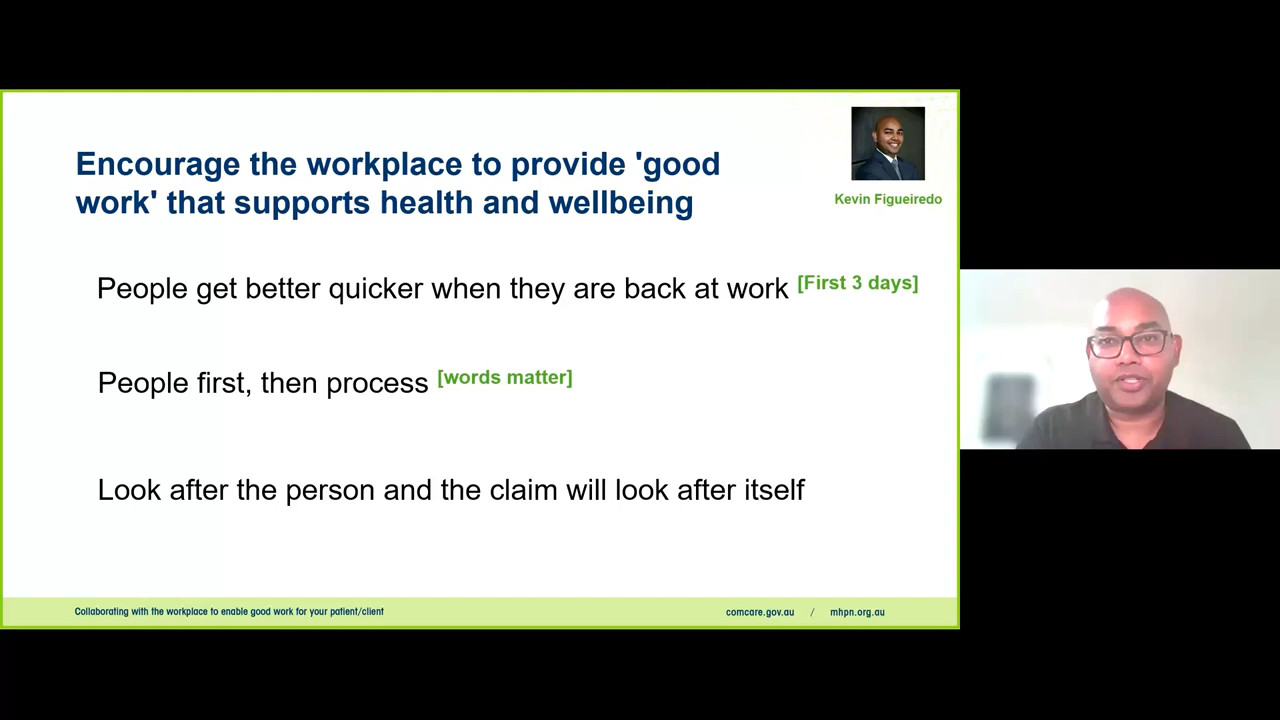 Encourage the workplace to provide 'good
work' that supports health and wellbeing
Kevin Figueiredo
People get better quicker when they are back at work [First 3 days]
People first, then process [words matter]
Look after the person and the claim will look after itself
Collaborating with the workplace to enable good work for your patient/client
comcare.gov.au / mhpn.org.au